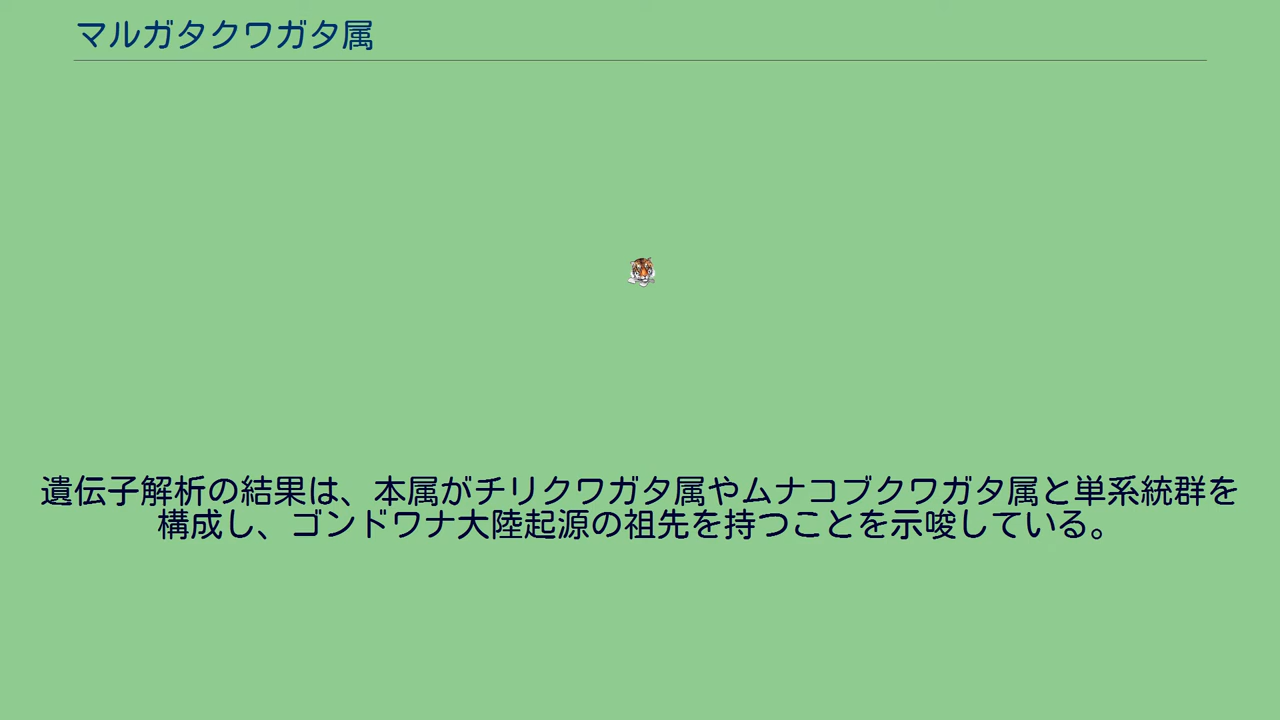 マルガタクワガタ属
遺伝子解析の結果は、本属がチリクワガタ属やムナコブクワガタ属と単系統群を
構成し、ゴンドワナ大陸起源の祖先を持つことを示唆している。